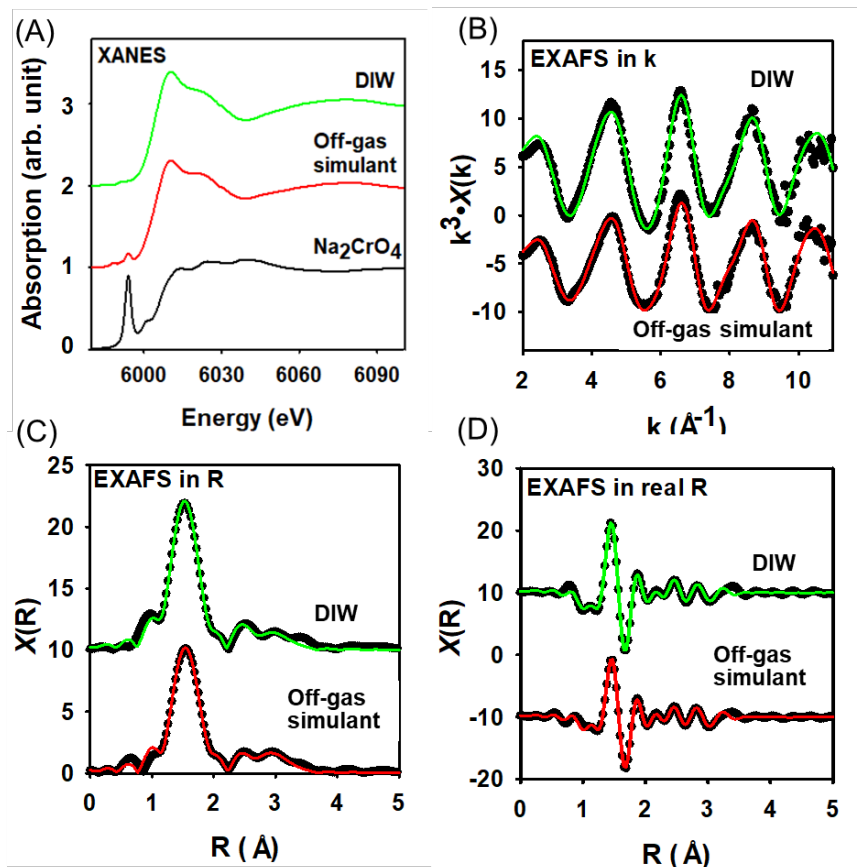 (A)
XANES
DIW
Off-gas
simulant
Na2CrO4
3
2
1
0
6000 6030 6060 6090
Energy (eV)
Absorption (arb. unit)
(B)
EXAFS in k
DIW
Off-gas simulant
15
10
5
0
-5
-10
2 4 6 8 10
k (Å-1)
k3•X(k)
(C)
EXAFS in R
DIW
Off-gas
simulant
25
20
15
10
5
0
0 1 2 3 4 5
R (Å)
X(R)
(D)
EXAFS in real R
DIW
Off-gas
simulant
30
20
10
0
-10
-20
0 1 2 3 4 5
R (Å)
X(R)